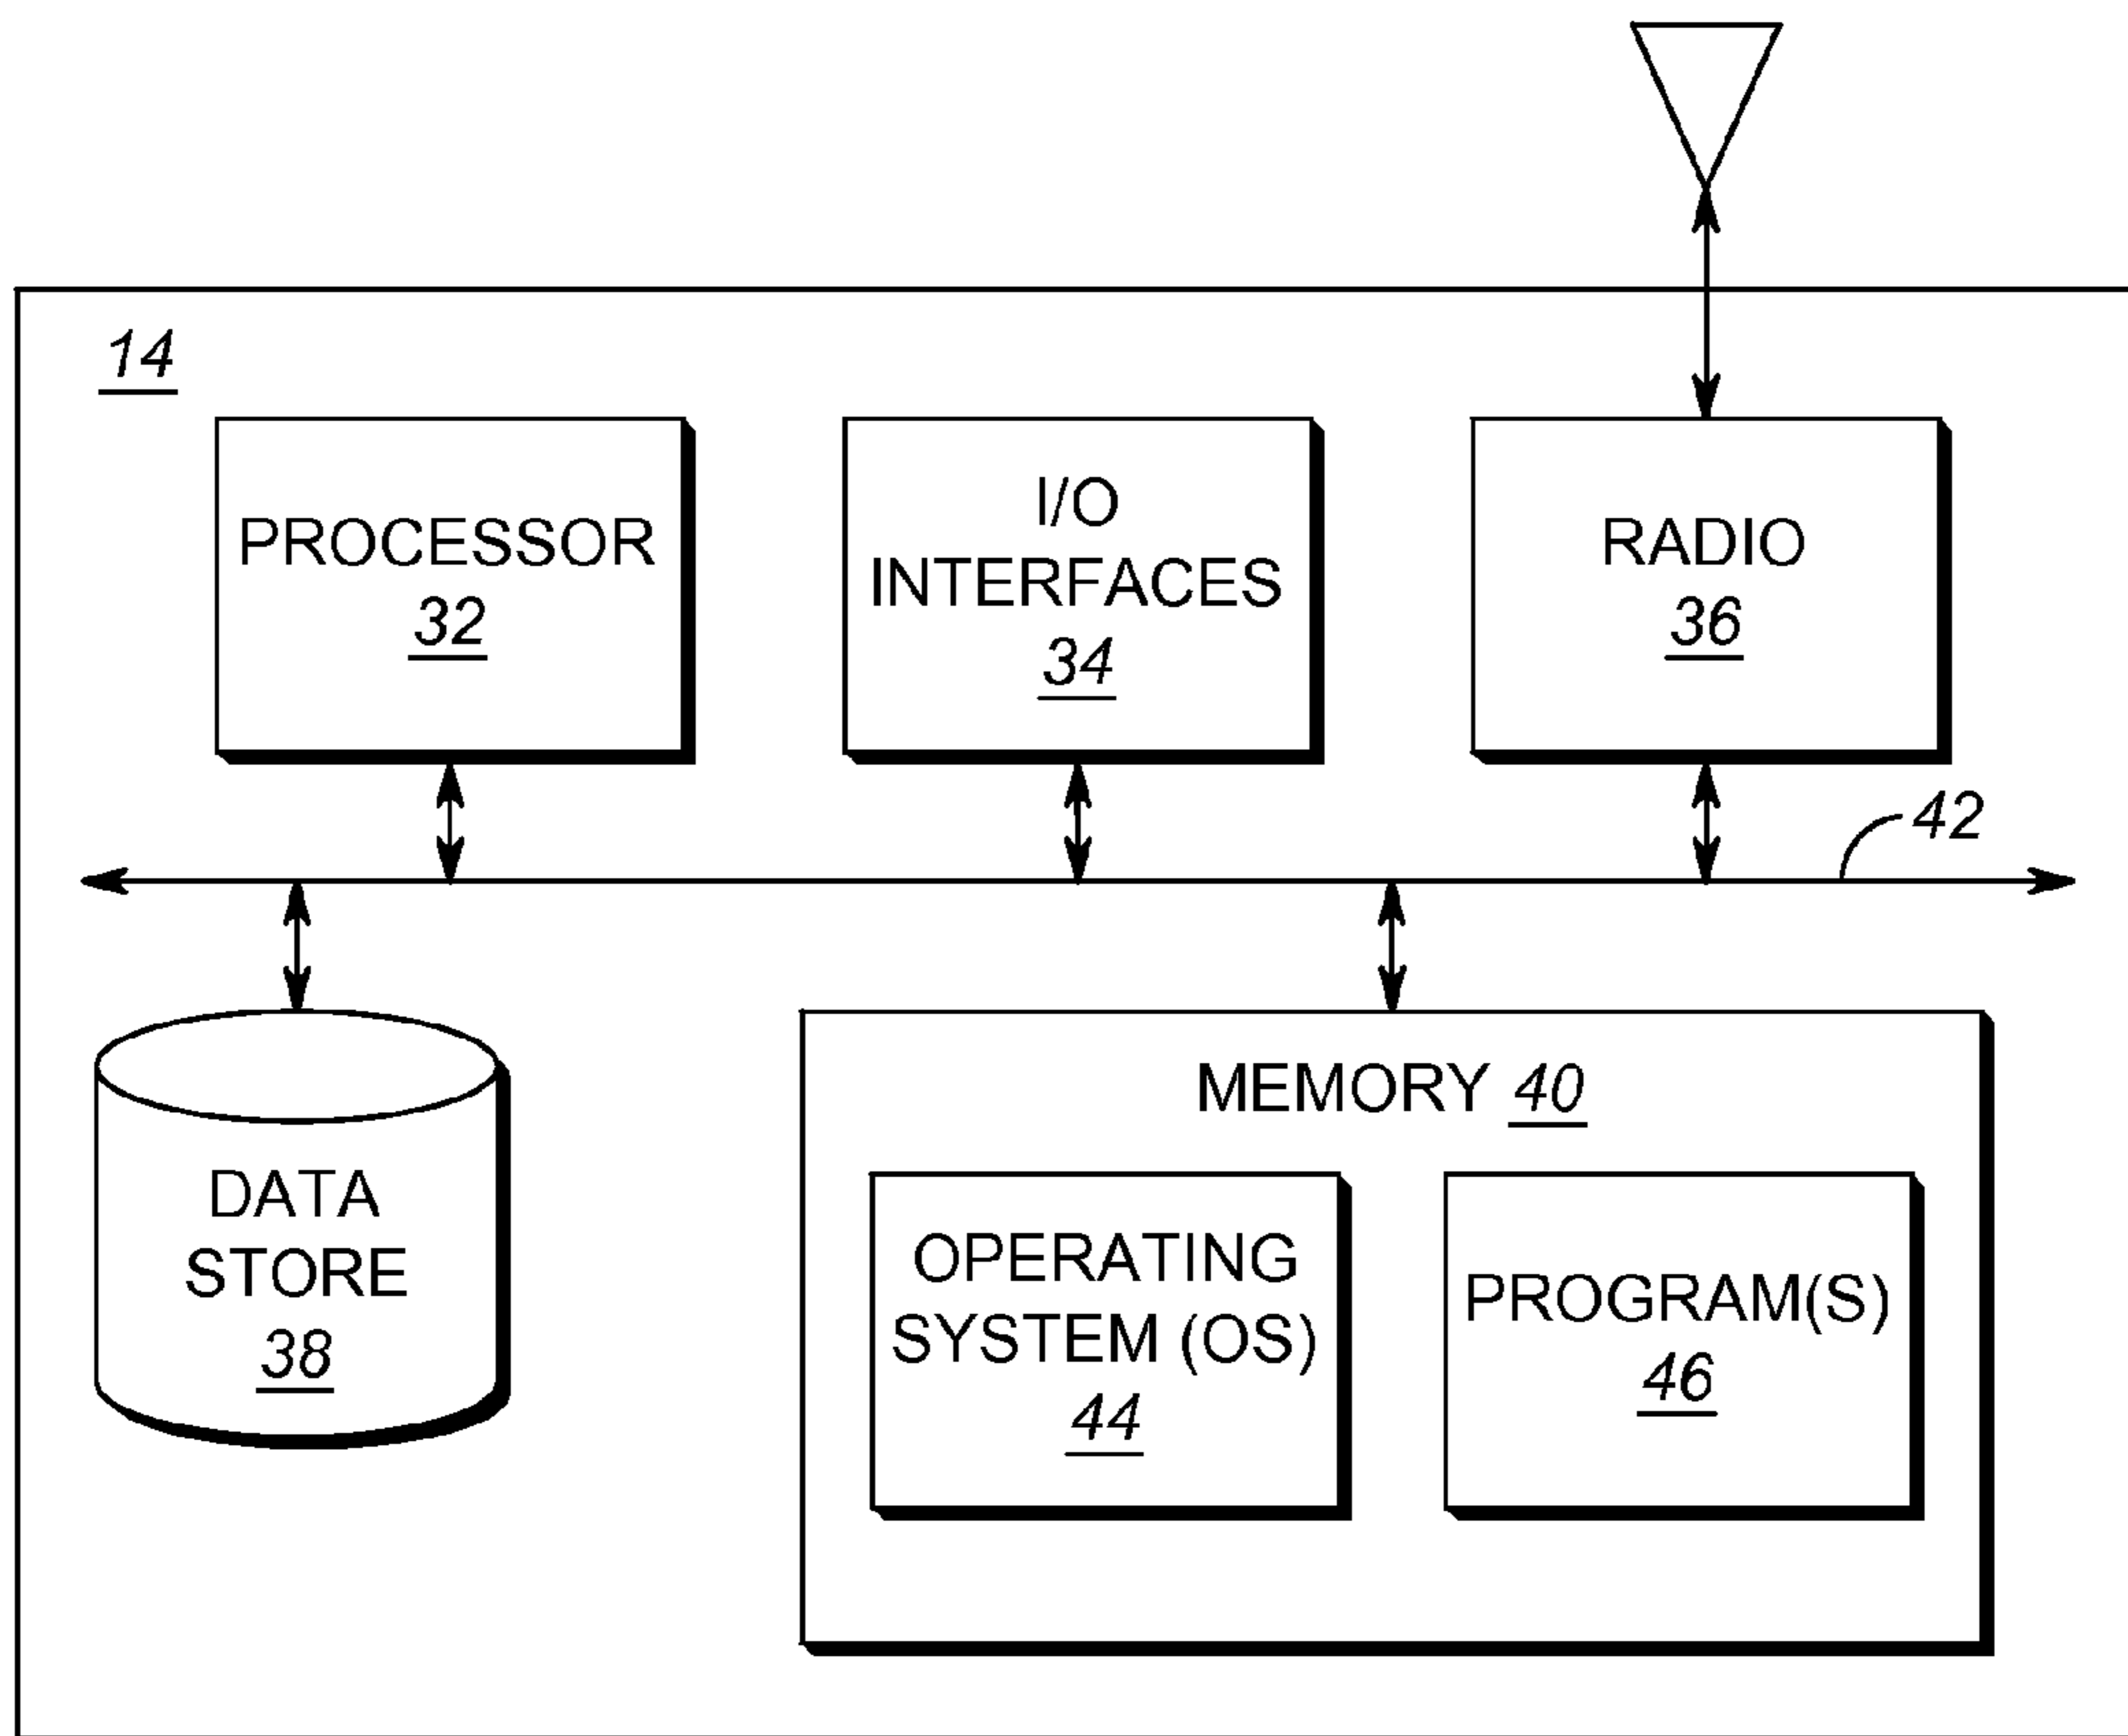 14
PROCESSOR
32
I/O
INTERFACES
34
RADIO
36
42
DATA
STORE
38
MEMORY 40
OPERATING
SYSTEM (OS)
44
PROGRAM(S)
46